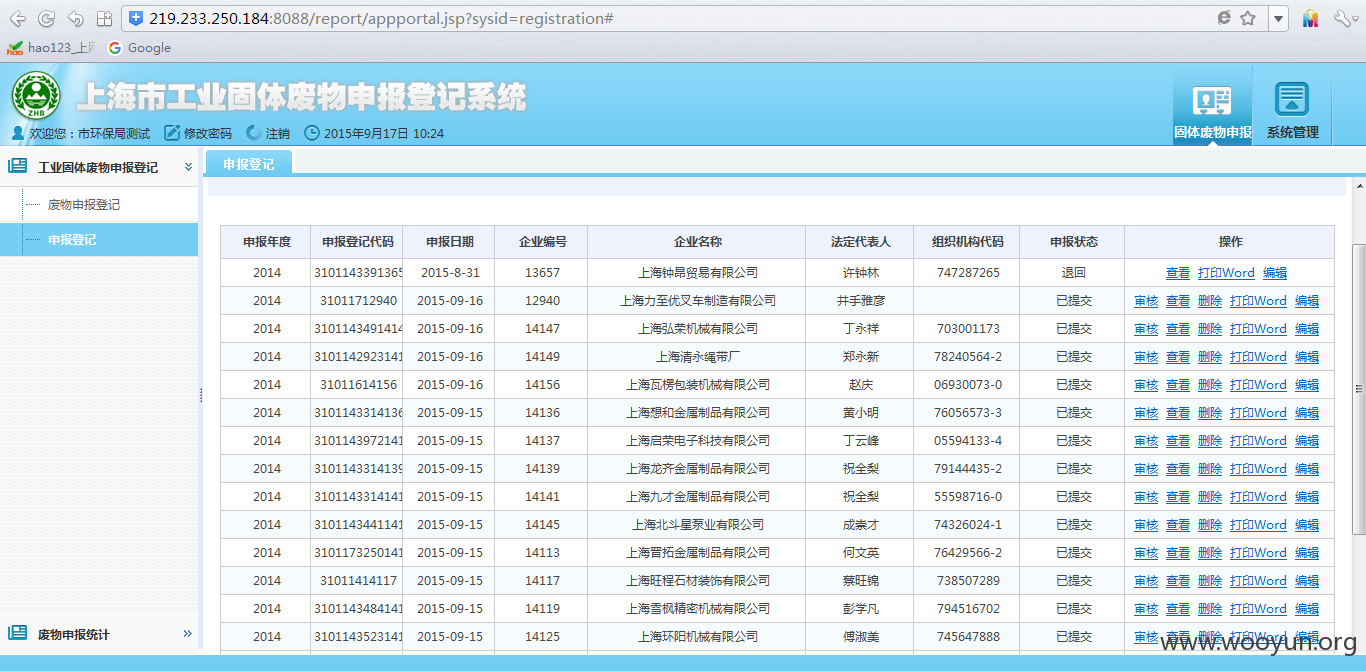 219.233.250.184:8088/report/appportal.jsp?sysid=registration#
hao123_上网 Google
上海市工业固体废物申报登记系统
ZHB
欢迎您：市环保局测试 修改密码 注销 2015年9月17日 10:24
固体废物申报 系统管理
工业固体废物申报登记
申报登记
废物申报登记
申报登记
废物申报统计
申报年度 申报登记代码 申报日期 企业编号 企业名称 法定代表人 组织机构代码 申报状态 操作
2014 3101143391365 2015-8-31 13657 上海钟昂贸易有限公司 许钟林 747287265 退回 查看 打印Word 编辑
2014 31011712940 2015-09-16 12940 上海力至优叉车制造有限公司 井手雅彦 已提交 审核 查看 删除 打印Word 编辑
2014 3101143491414 2015-09-16 14147 上海弘荣机械有限公司 丁永祥 703001173 已提交 审核 查看 删除 打印Word 编辑
2014 3101142923141 2015-09-16 14149 上海清永绳带厂 郑永新 78240564-2 已提交 审核 查看 删除 打印Word 编辑
2014 31011614156 2015-09-16 14156 上海瓦楞包装机械有限公司 赵庆 06930073-0 已提交 审核 查看 删除 打印Word 编辑
2014 3101143314136 2015-09-15 14136 上海想和金属制品有限公司 黄小明 76056573-3 已提交 审核 查看 删除 打印Word 编辑
2014 3101143972141 2015-09-15 14137 上海启荣电子科技有限公司 丁云峰 05594133-4 已提交 审核 查看 删除 打印Word 编辑
2014 3101143314139 2015-09-15 14139 上海龙齐金属制品有限公司 祝全梨 79144435-2 已提交 审核 查看 删除 打印Word 编辑
2014 3101143314141 2015-09-15 14141 上海九才金属制品有限公司 祝全梨 55598716-0 已提交 审核 查看 删除 打印Word 编辑
2014 3101143441141 2015-09-15 14145 上海北斗星泵业有限公司 成崇才 74326024-1 已提交 审核 查看 删除 打印Word 编辑
2014 3101173250141 2015-09-15 14113 上海晋拓金属制品有限公司 何文英 76429566-2 已提交 审核 查看 删除 打印Word 编辑
2014 31011414117 2015-09-15 14117 上海旺程石材装饰有限公司 蔡旺锦 738507289 已提交 审核 查看 删除 打印Word 编辑
2014 3101143484141 2015-09-15 14119 上海雪枫精密机械有限公司 彭学凡 794516702 已提交 审核 查看 删除 打印Word 编辑
2014 3101143523141 2015-09-15 14125 上海环阳机械有限公司 傅淑美 745647888 已提交 审核 查看 删除 打印Word 编辑
www.wooyun.org